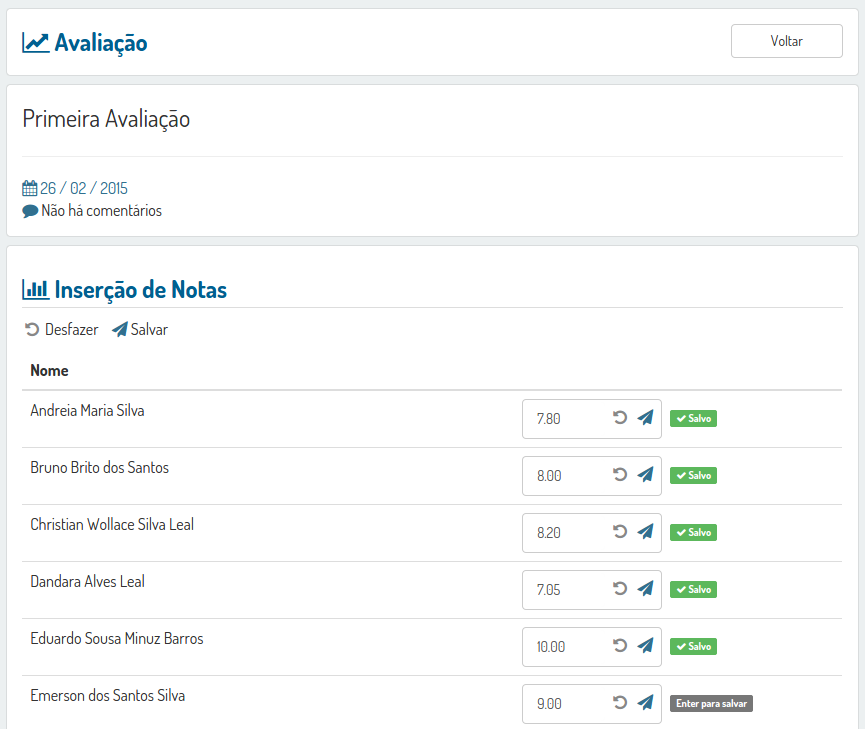 Avaliação
Voltar
Primeira Avaliação
26 / 02 / 2015
Não há comentários
Inserção de Notas
Desfazer Salvar
Nome
Andreia Maria Silva 7.80 Salvo
Bruno Brito dos Santos 8.00 Salvo
Christian Wollace Silva Leal 8.20 Salvo
Dandara Alves Leal 7.05 Salvo
Eduardo Sousa Minuz Barros 10.00 Salvo
Emerson dos Santos Silva 9.00 Enter para salvar